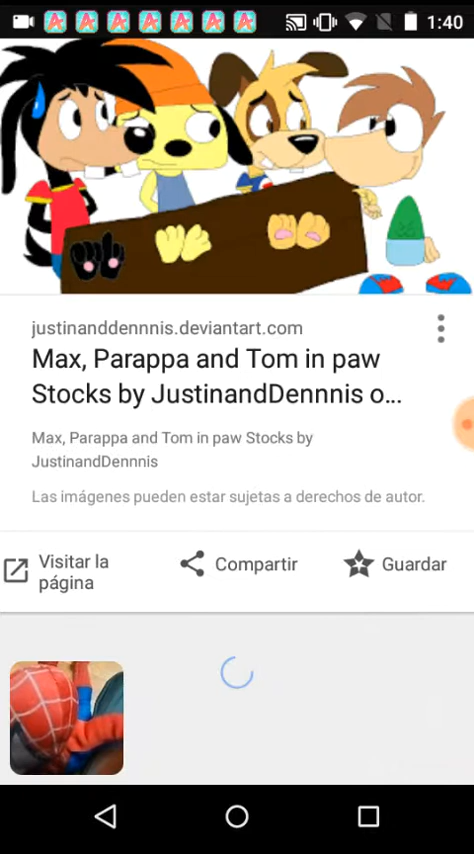 1:40
justinanddennnis.deviantart.com
Max, Parappa and Tom in paw
Stocks by JustinandDennnis o...
Max, Parappa and Tom in paw Stocks by
JustinandDennnis
Las imágenes pueden estar sujetas a derechos de autor.
Visitar la
página
Compartir
Guardar